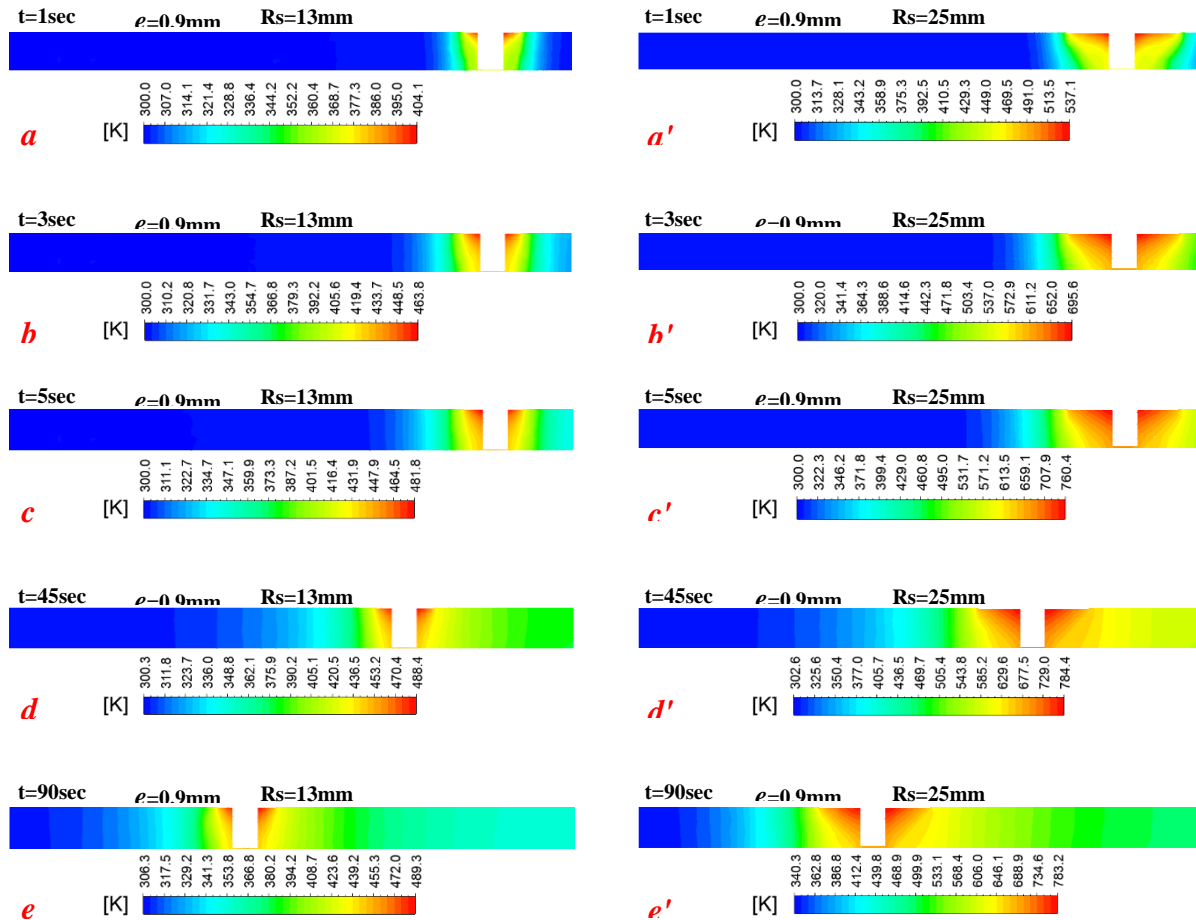 t=1sec e=0.9mm Rs=13mm
300.0 307.0 314.1 321.4 328.8 336.4 344.2 352.2 360.4 368.7 377.3 386.0 395.0 404.1
a [K]
t=1sec e=0.9mm Rs=25mm
300.0 313.7 328.1 343.2 358.9 375.3 392.5 410.5 429.3 449.0 469.5 491.0 513.5 537.1
a' [K]
t=3sec e=0.9mm Rs=13mm
300.0 310.2 320.8 331.7 343.0 354.7 366.8 379.3 392.2 405.6 419.4 433.7 448.5 463.8
b [K]
t=3sec e=0.9mm Rs=25mm
300.0 320.0 341.4 364.3 388.6 414.6 442.3 471.8 503.4 537.0 572.9 611.2 652.0 695.6
b' [K]
t=5sec e=0.9mm Rs=13mm
300.0 311.1 322.7 334.7 347.1 359.9 373.3 387.2 401.5 416.4 431.9 447.9 464.5 481.8
c [K]
t=5sec e=0.9mm Rs=25mm
300.0 322.3 346.2 371.8 399.4 429.0 460.8 495.0 531.7 571.2 613.5 659.1 707.9 760.4
c' [K]
t=45sec e=0.9mm Rs=13mm
300.3 311.8 323.7 336.0 348.8 362.1 375.9 390.2 405.1 420.5 436.5 453.2 470.4 488.4
d [K]
t=45sec e=0.9mm Rs=25mm
302.6 325.6 350.4 377.0 405.7 436.5 469.7 505.4 543.8 585.2 629.6 677.5 729.0 784.4
d' [K]
t=90sec e=0.9mm Rs=13mm
306.3 317.5 329.2 341.3 353.8 366.8 380.2 394.2 408.7 423.6 439.2 455.3 472.0 489.3
e [K]
t=90sec e=0.9mm Rs=25mm
340.3 362.8 386.8 412.4 439.8 468.9 499.9 533.1 568.4 606.0 646.1 688.9 734.6 783.2
e' [K]